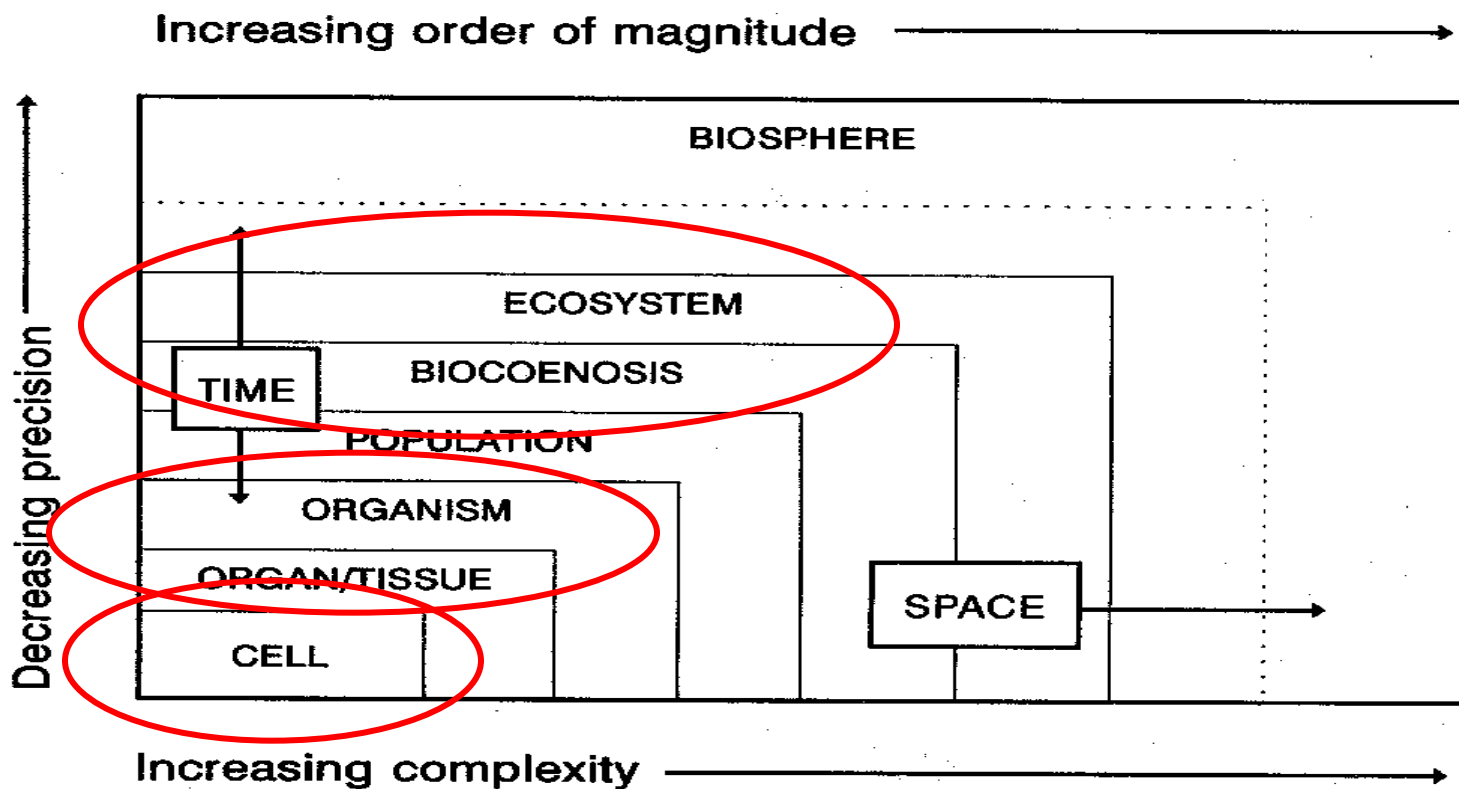 Increasing order of magnitude
Decreasing precision
BIOSPHERE
ECOSYSTEM
BIOCOENOSIS
TIME
POPULATION
ORGANISM
ORGAN/TISSUE
SPACE
CELL
Increasing complexity